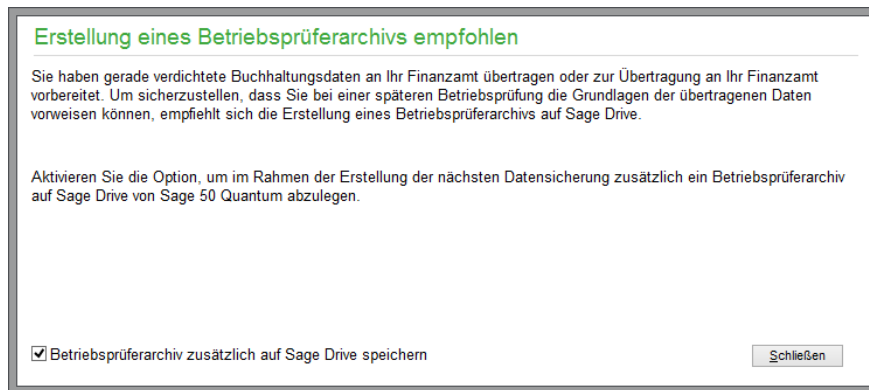 Erstellung eines Betriebsprüferarchivs empfohlen
Sie haben gerade verdichtete Buchhaltungsdaten an Ihr Finanzamt übertragen oder zur Übertragung an Ihr Finanzamt
vorbereitet. Um sicherzustellen, dass Sie bei einer späteren Betriebsprüfung die Grundlagen der übertragenen Daten
vorweisen können, empfiehlt sich die Erstellung eines Betriebsprüferarchivs auf Sage Drive.
Aktivieren Sie die Option, um im Rahmen der Erstellung der nächsten Datensicherung zusätzlich ein Betriebsprüferarchiv
auf Sage Drive von Sage 50 Quantum abzulegen.
Betriebsprüferarchiv zusätzlich auf Sage Drive speichern
Schließen